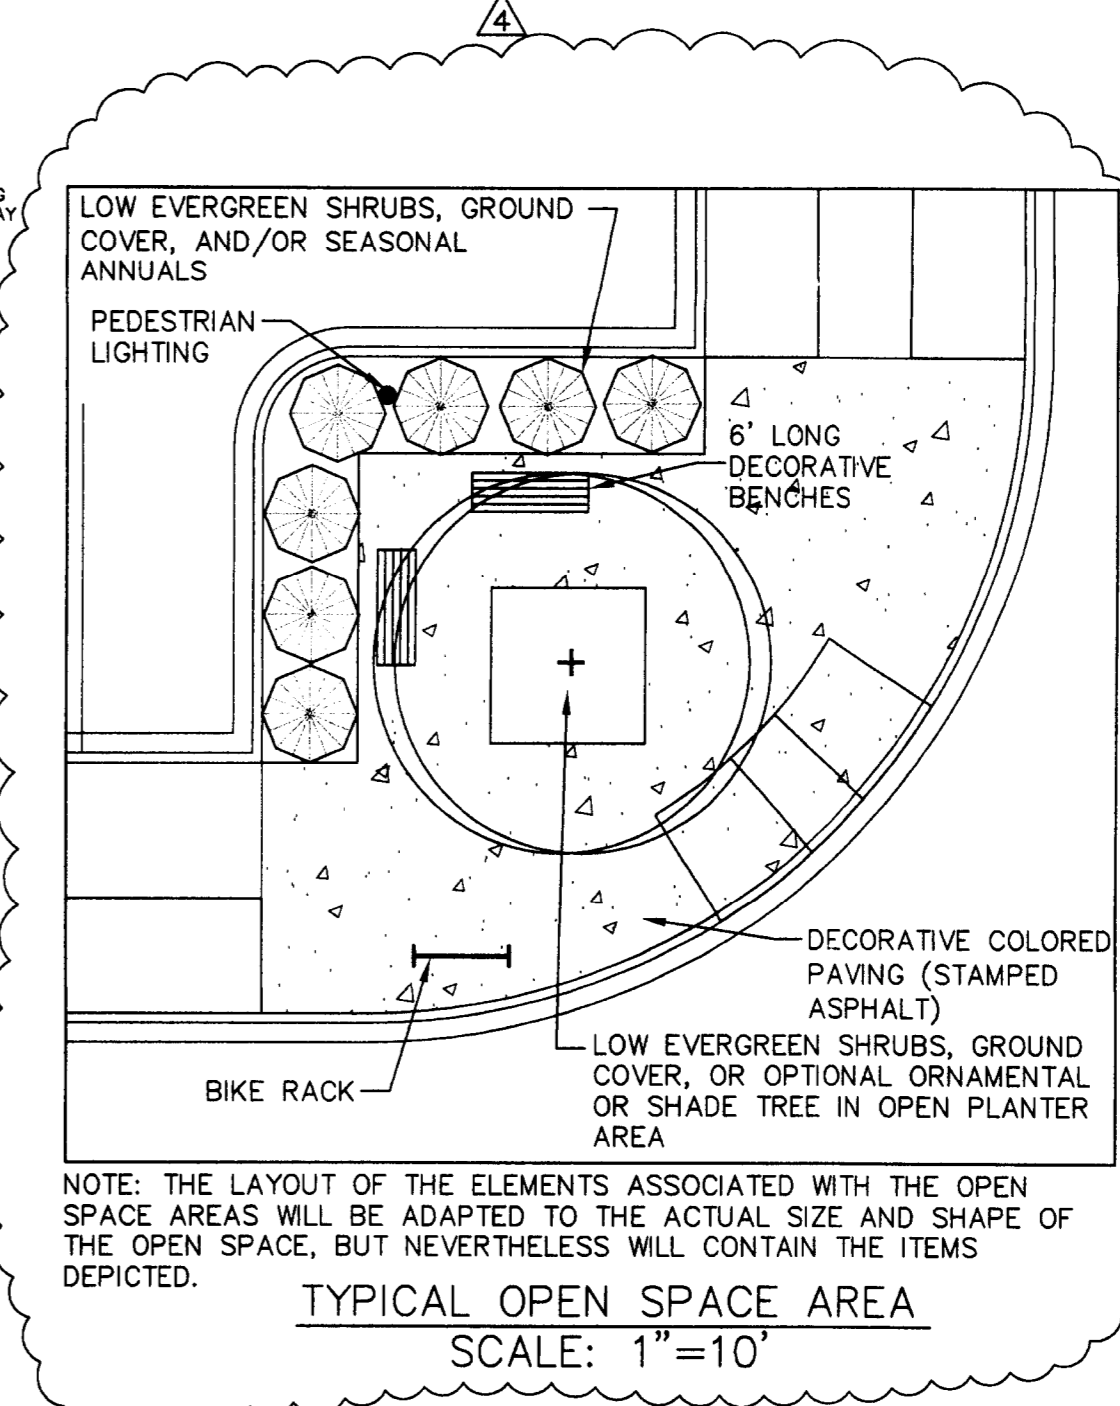 4
LOW EVERGREEN SHRUBS, GROUND
COVER, AND/OR SEASONAL
ANNUALS
PEDESTRIAN
LIGHTING
6' LONG
DECORATIVE
BENCHES
DECORATIVE COLORED
PAVING (STAMPED
ASPHALT)
LOW EVERGREEN SHRUBS, GROUND
COVER, OR OPTIONAL ORNAMENTAL
OR SHADE TREE IN OPEN PLANTER
AREA
BIKE RACK
NOTE: THE LAYOUT OF THE ELEMENTS ASSOCIATED WITH THE OPEN
SPACE AREAS WILL BE ADAPTED TO THE ACTUAL SIZE AND SHAPE OF
THE OPEN SPACE, BUT NEVERTHELESS WILL CONTAIN THE ITEMS
DEPICTED.
TYPICAL OPEN SPACE AREA
SCALE: 1"=10'